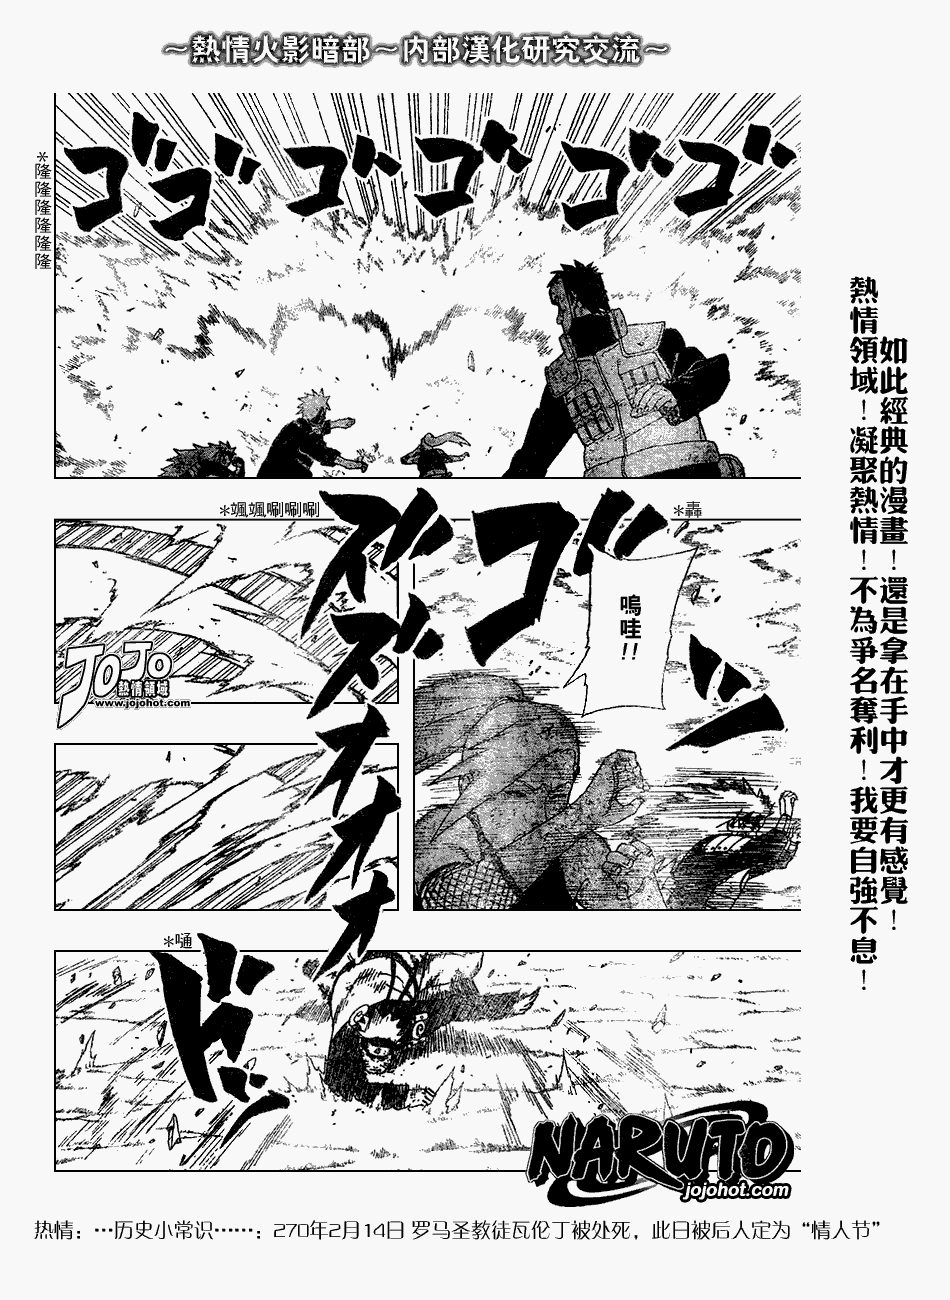 ～熱情火影暗部～内部漢化研究交流～
ゴゴゴゴゴゴ
*隆隆隆隆隆隆
如此經典的漫畫！還是拿在手中才更有感覺！
熱情領域！凝聚熱情！不為爭名奪利！我要自強不息！
*轟
ゴッ
嗚哇!!
*颯颯唰唰唰
ズズオオオ
JOJO
熱情領域
www.jojohot.com
*嗵
ドッ
NARUTO
jojohot.com
热情：…历史小常识……：270年2月14日 罗马圣教徒瓦伦丁被处死，此日被后人定为“情人节”